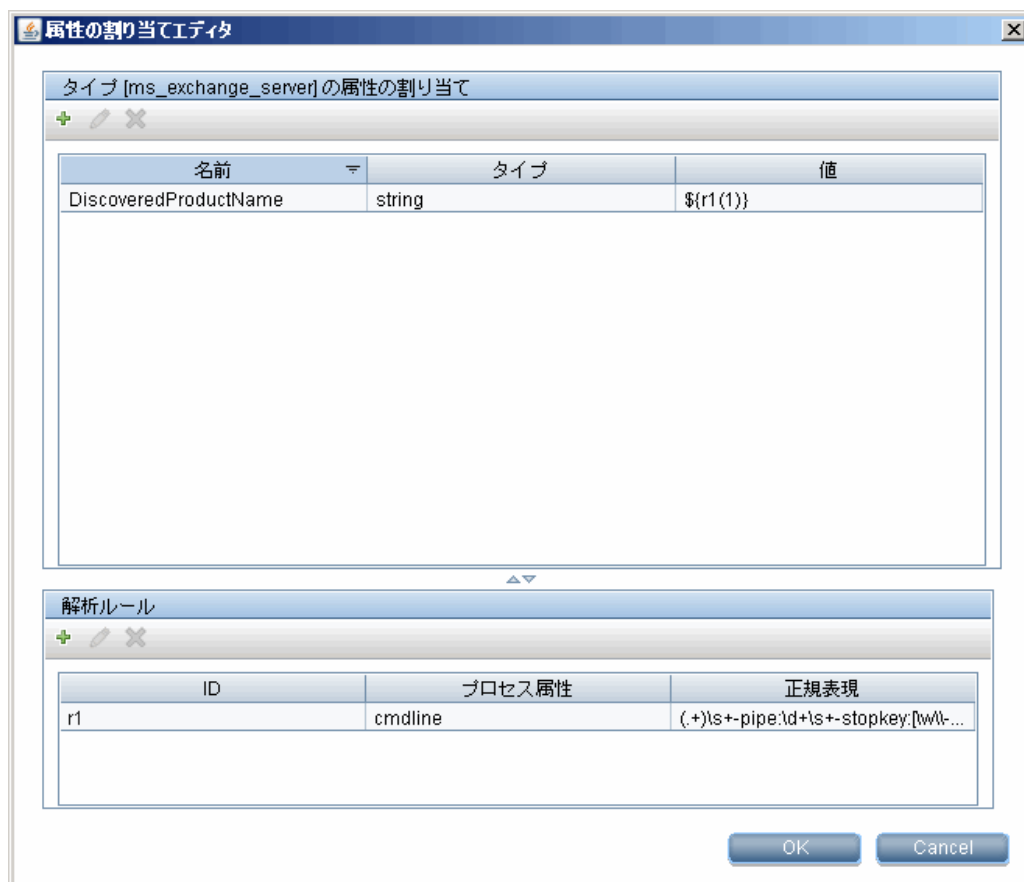 属性の割り当てエディタ
タイプ [ms_exchange_server] の属性の割り当て
名前 タイプ 値
DiscoveredProductName string ${r1(1)}
解析ルール
ID プロセス属性 正規表現
r1 cmdline (.+)\s+-pipe:\d+\s+-stopkey:[\w\\-...
OK Cancel